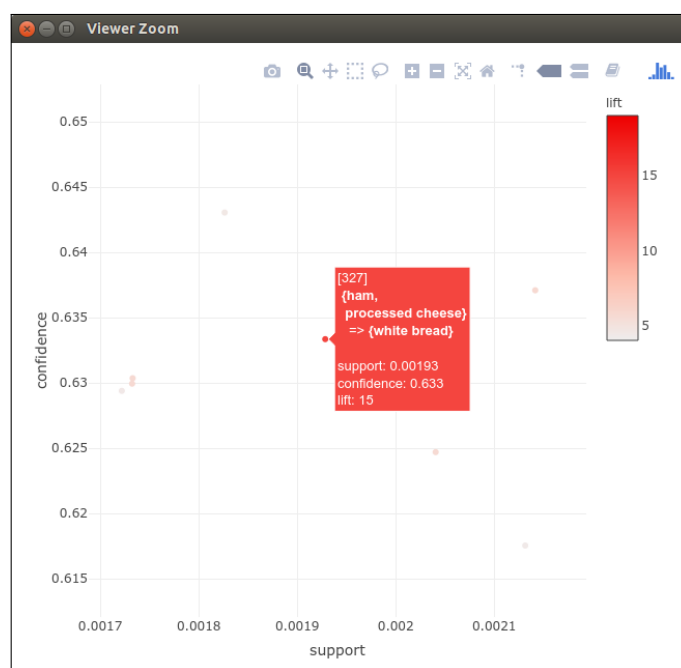 Viewer Zoom
lift
0.65
0.645
0.64
0.635
0.63
0.625
0.62
0.615
confidence
[327]
{ham,
processed cheese}
=> {white bread}
support: 0.00193
confidence: 0.633
lift: 15
15
10
5
0.0017
0.0018
0.0019
0.002
0.0021
support